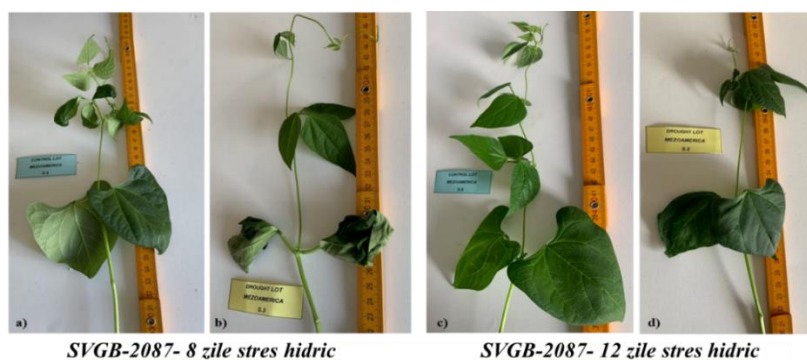 CONTROL LOT
MEZOAMERICA
DROUGHT LOT
MEZOAMERICA
CONTROL LOT
MEZOAMERICA
DROUGHT LOT
MEZOAMERICA
a)
b)
c)
d)
SVGB-2087- 8 zile stres hidric
SVGB-2087- 12 zile stres hidric